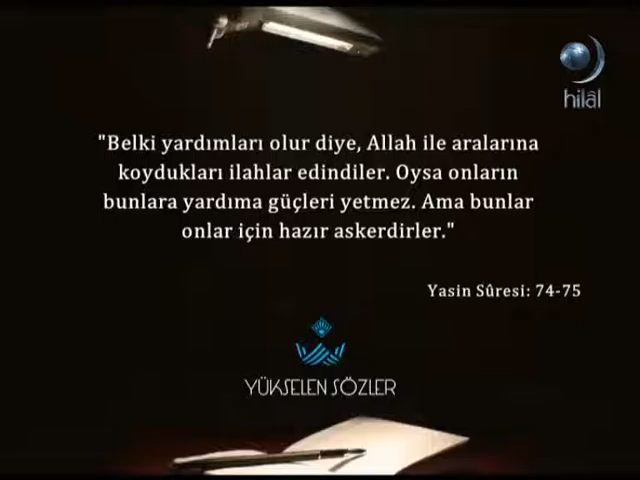 hilâl
"Belki yardımları olur diye, Allah ile aralarına
koydukları ilahlar edindiler. Oysa onların
bunlara yardıma güçleri yetmez. Ama bunlar
onlar için hazır askerdirler."
Yasin Sûresi: 74-75
YÜKSELEN SÖZLER